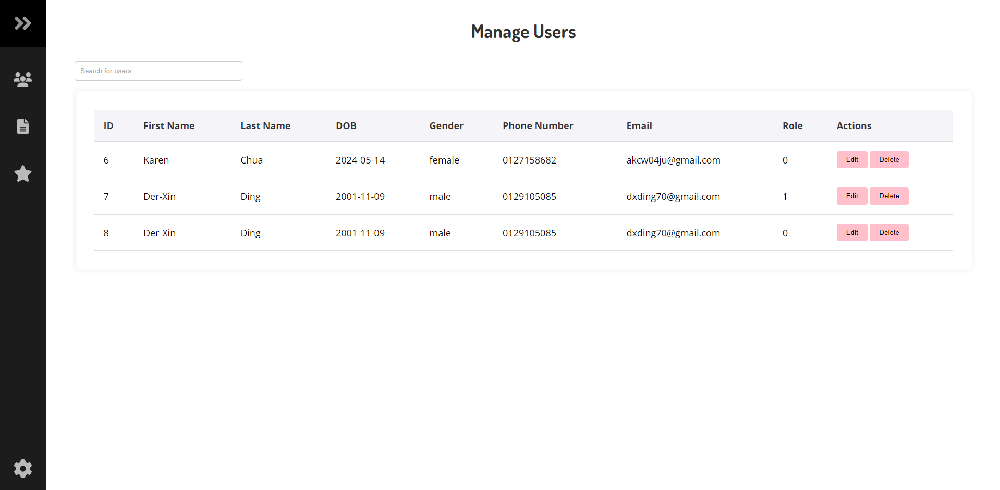 Manage Users
Search for users...
ID First Name Last Name DOB Gender Phone Number Email Role Actions
6 Karen Chua 2024-05-14 female 0127158682 akcw04ju@gmail.com 0 Edit Delete
7 Der-Xin Ding 2001-11-09 male 0129105085 dxding70@gmail.com 1 Edit Delete
8 Der-Xin Ding 2001-11-09 male 0129105085 dxding70@gmail.com 0 Edit Delete